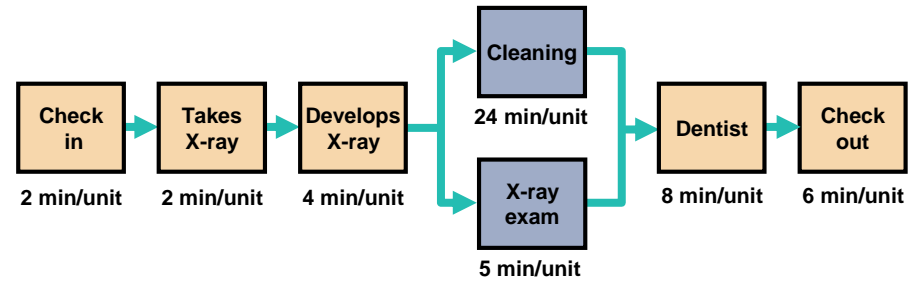 Check
in
2 min/unit
Takes
X-ray
2 min/unit
Develops
X-ray
4 min/unit
Cleaning
24 min/unit
X-ray
exam
5 min/unit
Dentist
8 min/unit
Check
out
6 min/unit